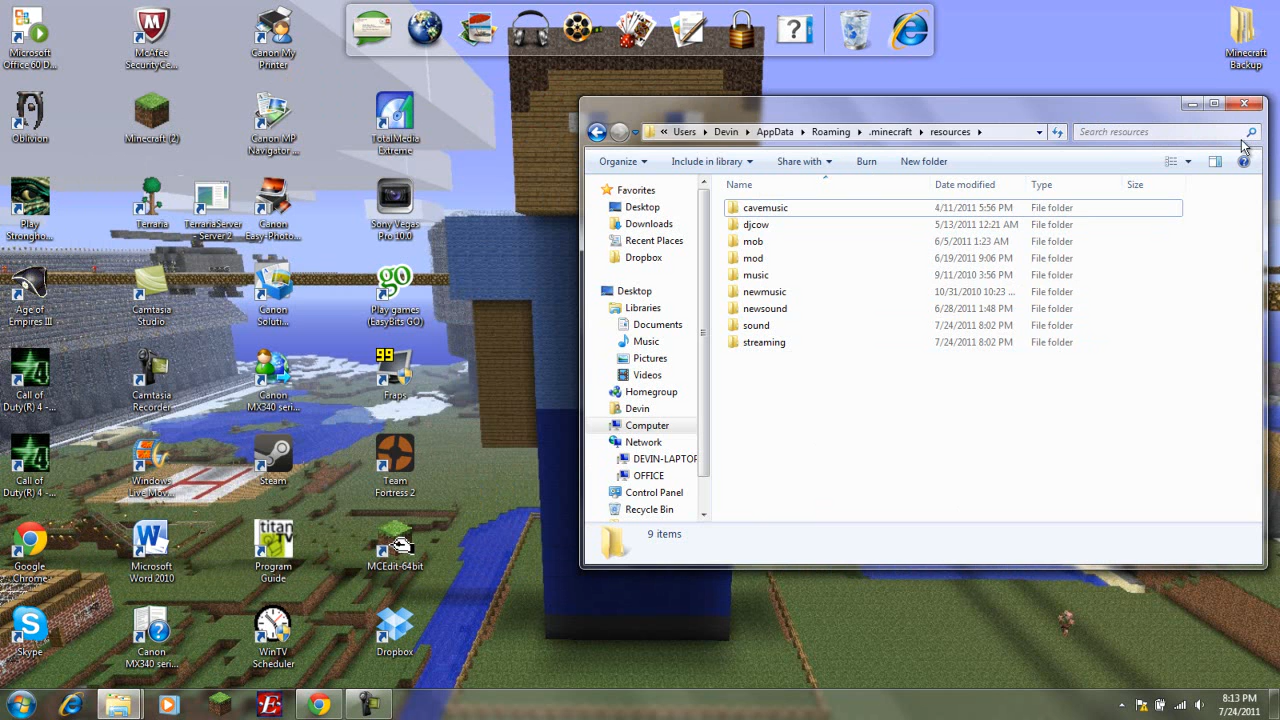 Microsoft
Office 60 D...
McAfee
SecurityCe...
Canon My
Printer
Minecraft
Backup
Oblivion
Minecraft (2)
Canon MP
Navigator...
TotalMedia
Extreme
Play
Strongho...
Terraria
TerrariaServer
- Server 2
Canon
Easy-Photo...
Sony Vegas
Pro 10.0
Age of
Empires III
Camtasia
Studio
Canon
Soluti...
go
Play games
(EasyBits GO)
Call of
Duty(R) 4 -...
Camtasia
Recorder
Canon
MX340 seri...
99
Fraps
Call of
Duty(R) 4 -...
Windows
Live Mov...
Steam
Team
Fortress 2
Google
Chrome
Microsoft
Word 2010
titan
TV
Program
Guide
MCEdit-64bit
Skype
Canon
MX340 seri...
WinTV
Scheduler
Dropbox
« Users Devin AppData Roaming .minecraft resources
Search resources
Organize Include in library Share with Burn New folder
Favorites
Desktop
Downloads
Recent Places
Dropbox
Desktop
Libraries
Documents
Music
Pictures
Videos
Homegroup
Devin
Computer
Network
DEVIN-LAPTOP
OFFICE
Control Panel
Recycle Bin
Name Date modified Type Size
cavemusic 4/11/2011 5:56 PM File folder
djcow 5/13/2011 12:21 AM File folder
mob 6/5/2011 1:23 AM File folder
mod 6/19/2011 9:06 PM File folder
music 9/11/2010 3:56 PM File folder
newmusic 10/31/2010 10:23 ... File folder
newsound 6/28/2011 1:48 PM File folder
sound 7/24/2011 8:02 PM File folder
streaming 7/24/2011 8:02 PM File folder
9 items
8:13 PM
7/24/2011